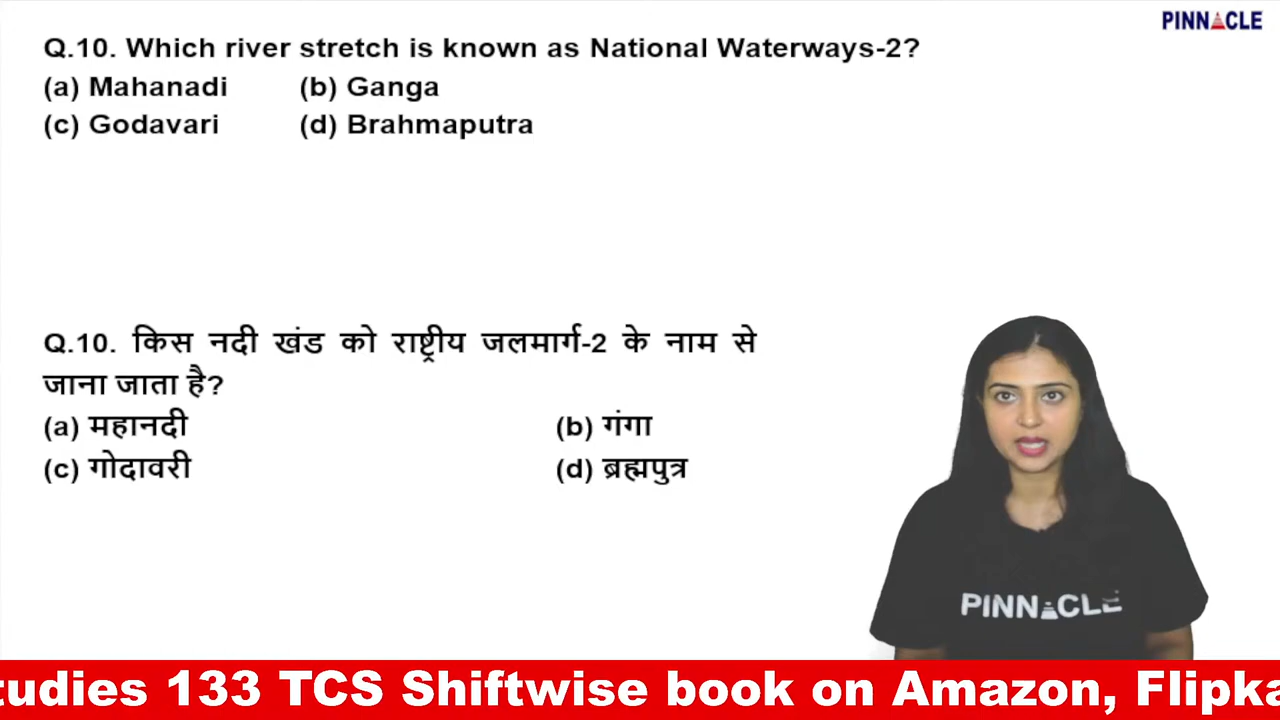 PINNACLE
Q.10. Which river stretch is known as National Waterways-2?
(a) Mahanadi (b) Ganga
(c) Godavari (d) Brahmaputra
Q.10. किस नदी खंड को राष्ट्रीय जलमार्ग-2 के नाम से
जाना जाता है?
(a) महानदी (b) गंगा
(c) गोदावरी (d) ब्रह्मपुत्र
PINNACLE
tudies 133 TCS Shiftwise book on Amazon, Flipka